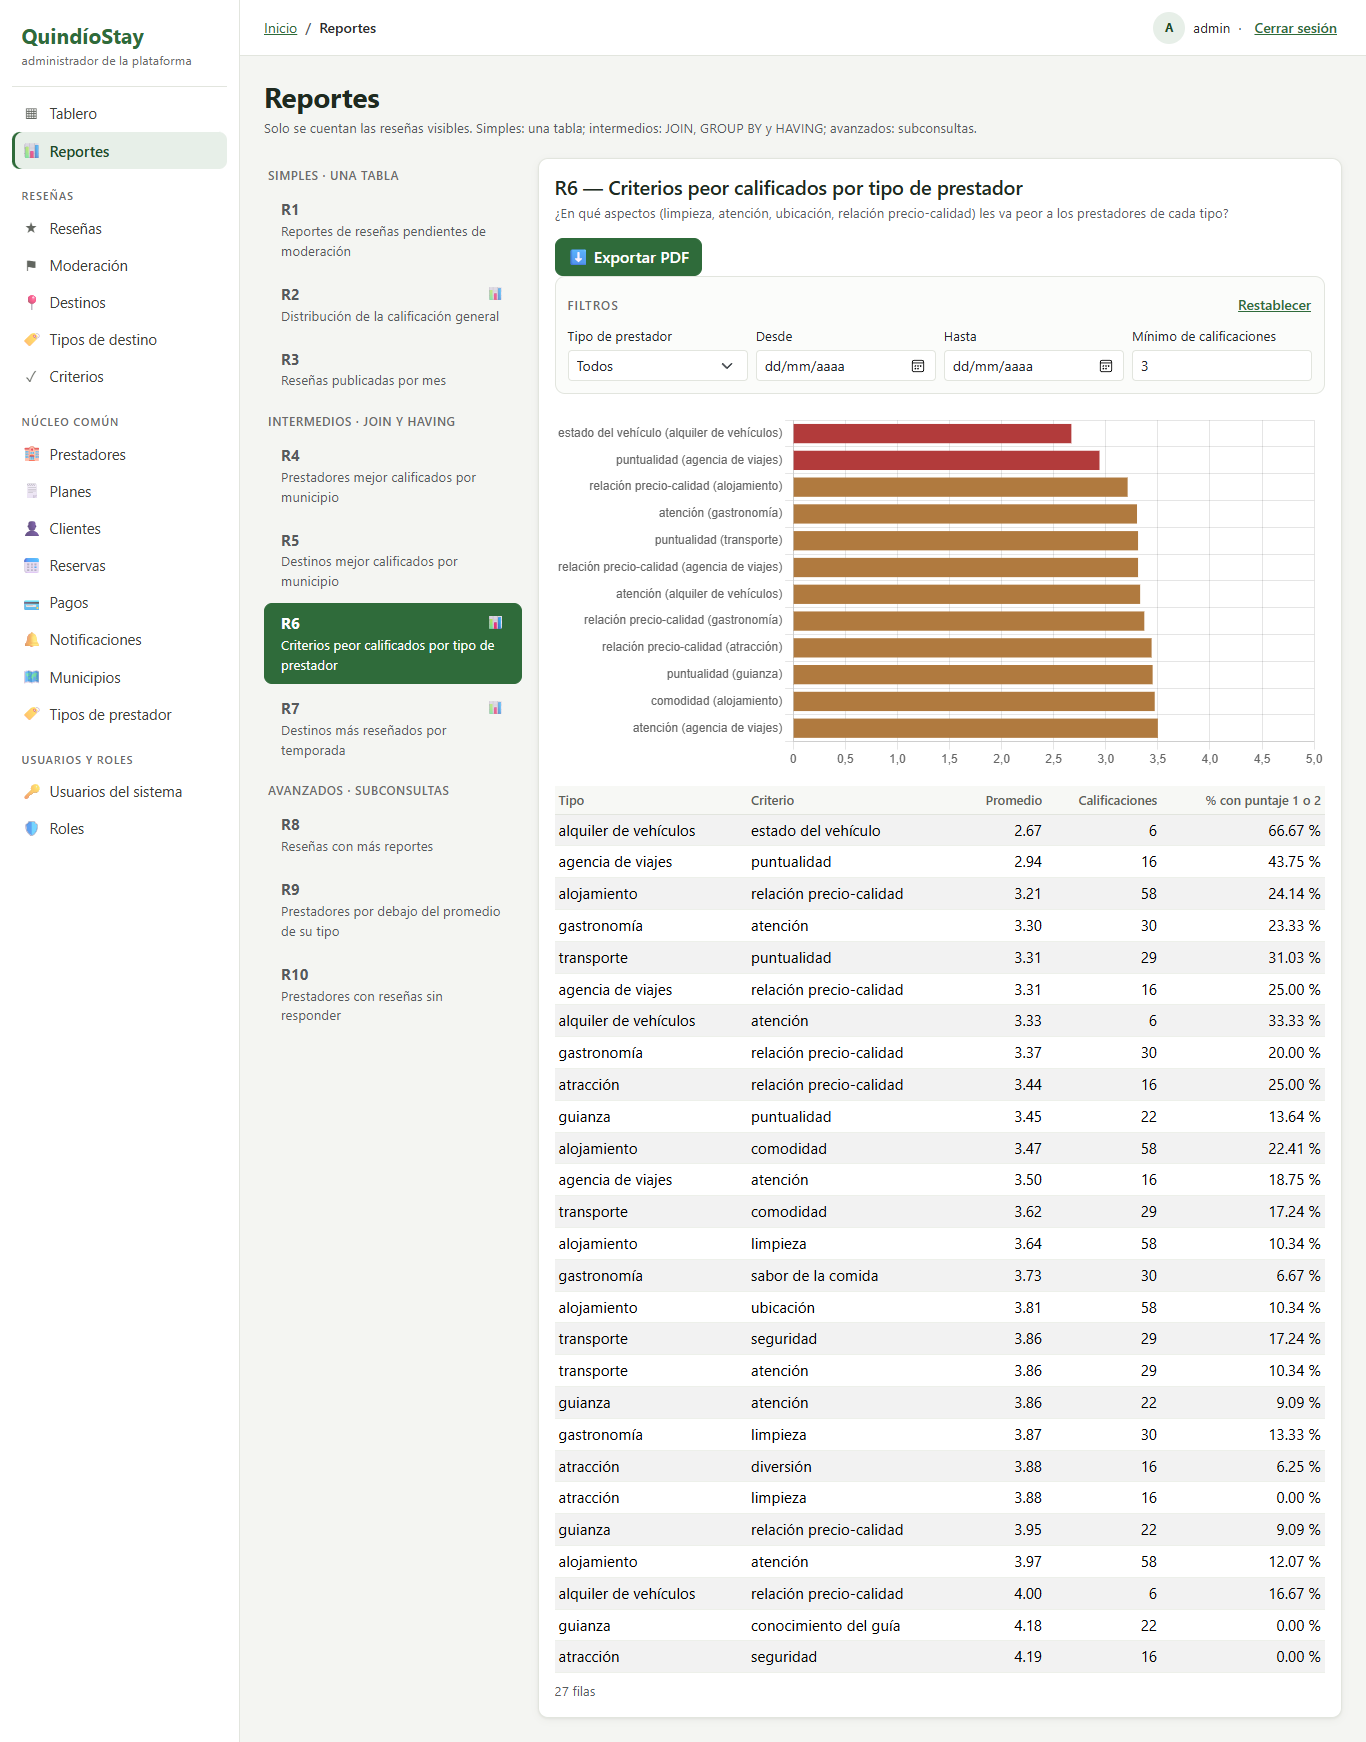 QuindíoStay
administrador de la plataforma
Tablero
Reportes
RESEÑAS
Reseñas
Moderación
Destinos
Tipos de destino
Criterios
NÚCLEO COMÚN
Prestadores
Planes
Clientes
Reservas
Pagos
Notificaciones
Municipios
Tipos de prestador
USUARIOS Y ROLES
Usuarios del sistema
Roles
Inicio / Reportes
A admin · Cerrar sesión
Reportes
Solo se cuentan las reseñas visibles. Simples: una tabla; intermedios: JOIN, GROUP BY y HAVING; avanzados: subconsultas.
SIMPLES · UNA TABLA
R1
Reportes de reseñas pendientes de
moderación
R2
Distribución de la calificación general
R3
Reseñas publicadas por mes
INTERMEDIOS · JOIN Y HAVING
R4
Prestadores mejor calificados por
municipio
R5
Destinos mejor calificados por
municipio
R6
Criterios peor calificados por tipo de
prestador
R7
Destinos más reseñados por
temporada
AVANZADOS · SUBCONSULTAS
R8
Reseñas con más reportes
R9
Prestadores por debajo del promedio
de su tipo
R10
Prestadores con reseñas sin
responder
R6 — Criterios peor calificados por tipo de prestador
¿En qué aspectos (limpieza, atención, ubicación, relación precio-calidad) les va peor a los prestadores de cada tipo?
Exportar PDF
FILTROS Restablecer
Tipo de prestador Desde Hasta Mínimo de calificaciones
Todos dd/mm/aaaa dd/mm/aaaa 3
estado del vehículo (alquiler de vehículos)
puntualidad (agencia de viajes)
relación precio-calidad (alojamiento)
atención (gastronomía)
puntualidad (transporte)
relación precio-calidad (agencia de viajes)
atención (alquiler de vehículos)
relación precio-calidad (gastronomía)
relación precio-calidad (atracción)
puntualidad (guianza)
comodidad (alojamiento)
atención (agencia de viajes)
0 0,5 1,0 1,5 2,0 2,5 3,0 3,5 4,0 4,5 5,0
Tipo Criterio Promedio Calificaciones % con puntaje 1 o 2
alquiler de vehículos estado del vehículo 2.67 6 66.67 %
agencia de viajes puntualidad 2.94 16 43.75 %
alojamiento relación precio-calidad 3.21 58 24.14 %
gastronomía atención 3.30 30 23.33 %
transporte puntualidad 3.31 29 31.03 %
agencia de viajes relación precio-calidad 3.31 16 25.00 %
alquiler de vehículos atención 3.33 6 33.33 %
gastronomía relación precio-calidad 3.37 30 20.00 %
atracción relación precio-calidad 3.44 16 25.00 %
guianza puntualidad 3.45 22 13.64 %
alojamiento comodidad 3.47 58 22.41 %
agencia de viajes atención 3.50 16 18.75 %
transporte comodidad 3.62 29 17.24 %
alojamiento limpieza 3.64 58 10.34 %
gastronomía sabor de la comida 3.73 30 6.67 %
alojamiento ubicación 3.81 58 10.34 %
transporte seguridad 3.86 29 17.24 %
transporte atención 3.86 29 10.34 %
guianza atención 3.86 22 9.09 %
gastronomía limpieza 3.87 30 13.33 %
atracción diversión 3.88 16 6.25 %
atracción limpieza 3.88 16 0.00 %
guianza relación precio-calidad 3.95 22 9.09 %
alojamiento atención 3.97 58 12.07 %
alquiler de vehículos relación precio-calidad 4.00 6 16.67 %
guianza conocimiento del guía 4.18 22 0.00 %
atracción seguridad 4.19 16 0.00 %
27 filas